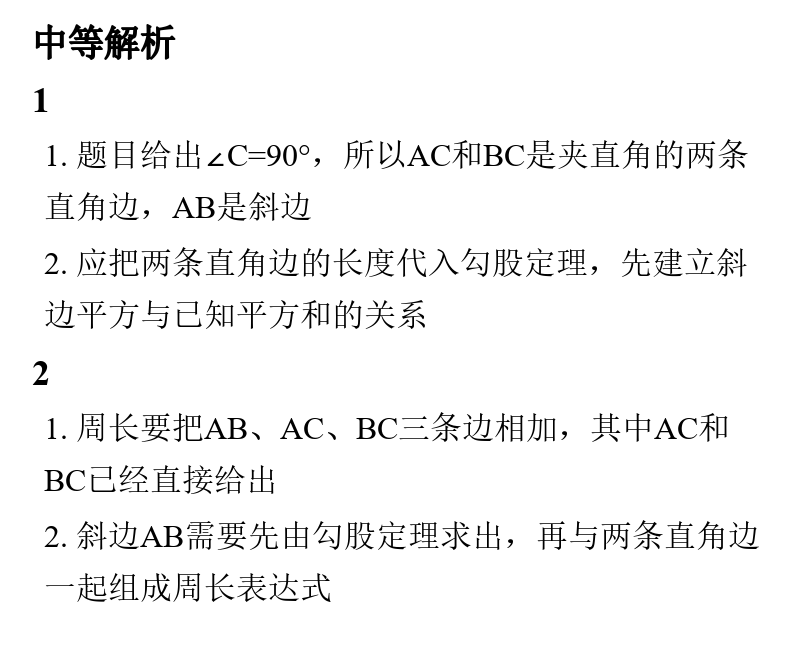 中等解析
1
1. 题目给出∠C=90°，所以AC和BC是夹直角的两条
直角边，AB是斜边
2. 应把两条直角边的长度代入勾股定理，先建立斜
边平方与已知平方和的关系
2
1. 周长要把AB、AC、BC三条边相加，其中AC和
BC已经直接给出
2. 斜边AB需要先由勾股定理求出，再与两条直角边
一起组成周长表达式